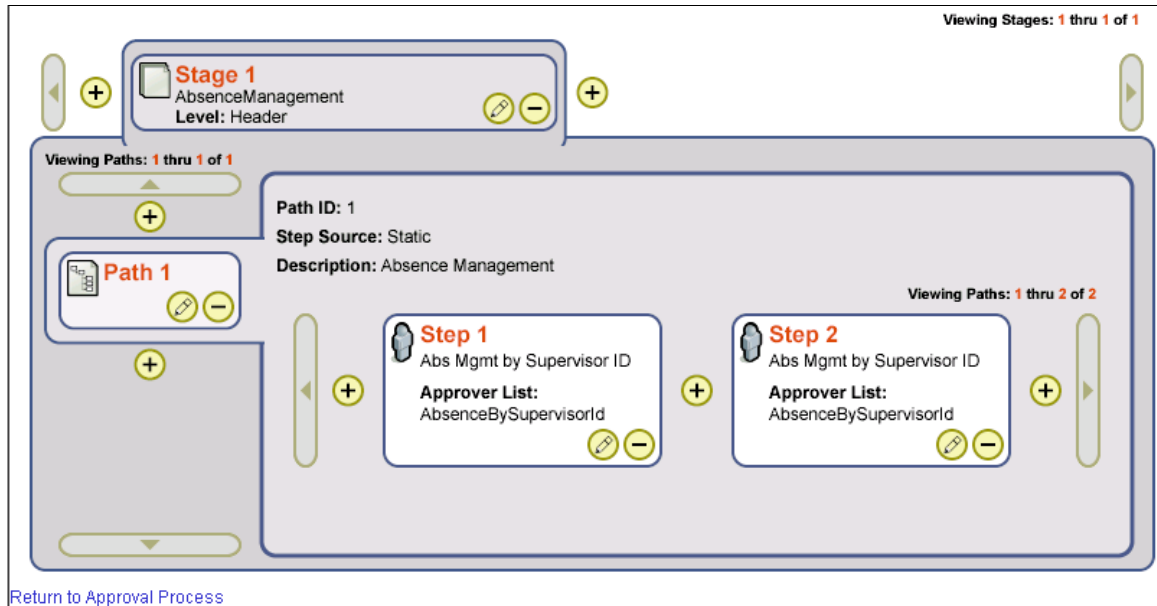 Viewing Stages: 1 thru 1 of 1
Stage 1
AbsenceManagement
Level: Header
Viewing Paths: 1 thru 1 of 1
Path 1
Path ID: 1
Step Source: Static
Description: Absence Management
Viewing Paths: 1 thru 2 of 2
Step 1
Abs Mgmt by Supervisor ID
Approver List:
AbsenceBySupervisorId
Step 2
Abs Mgmt by Supervisor ID
Approver List:
AbsenceBySupervisorId
Return to Approval Process